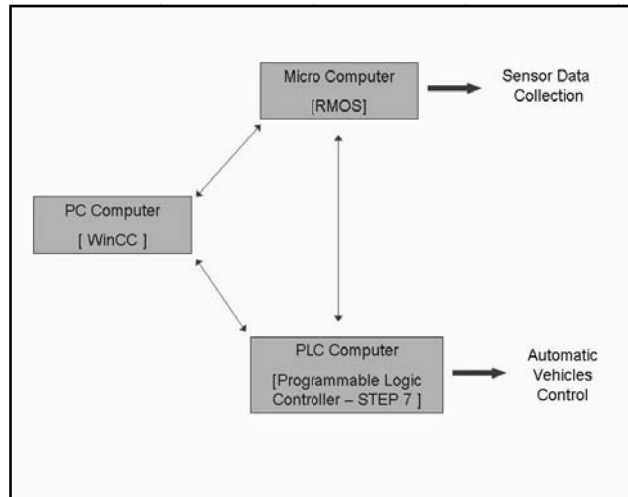 Micro Computer
[RMOS]
Sensor Data
Collection
PC Computer
[ WinCC ]
PLC Computer
[Programmable Logic
Controller – STEP 7 ]
Automatic
Vehicles
Control